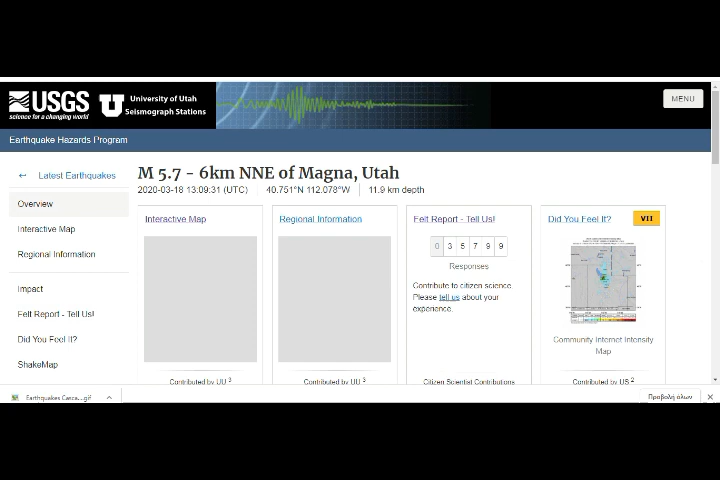 USGS
science for a changing world
U
University of Utah
Seismograph Stations
MENU
Earthquake Hazards Program
← Latest Earthquakes
Overview
Interactive Map
Regional Information
Impact
Felt Report - Tell Us!
Did You Feel It?
ShakeMap
M 5.7 - 6km NNE of Magna, Utah
2020-03-18 13:09:31 (UTC)
40.751°N 112.078°W
11.9 km depth
Interactive Map
Contributed by UU 3
Regional Information
Contributed by UU 3
Felt Report - Tell Us!
0 3 5 7 9 9
Responses
Contribute to citizen science.
Please tell us about your
experience.
Citizen Scientist Contributions
Did You Feel It?
VII
Community Internet Intensity
Map
Contributed by US 2
Earthquakes Casca....gif
Προβολή όλων